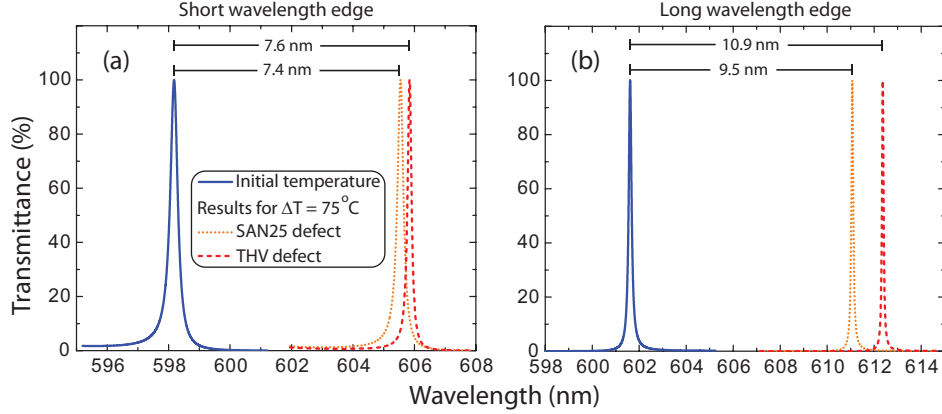 Short wavelength edge
Long wavelength edge
(a)
7.6 nm
7.4 nm
(b)
10.9 nm
9.5 nm
Transmittance (%)
100
80
60
40
20
0
Initial temperature
Results for ΔT = 75°C
SAN25 defect
THV defect
596 598 600 602 604 606 608
100
80
60
40
20
0
598 600 602 604 606 608 610 612 614
Wavelength (nm)